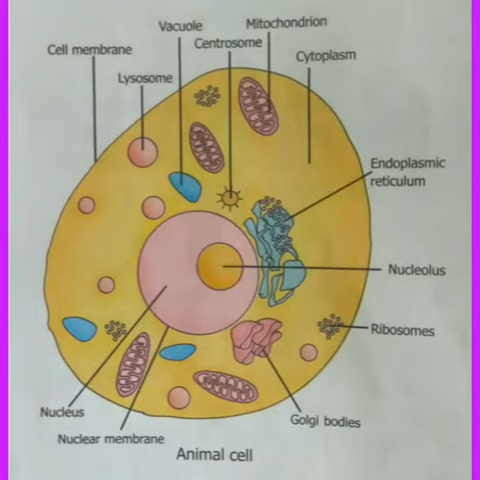 Vacuole
Mitochondrion
Cell membrane
Centrosome
Cytoplasm
Lysosome
Endoplasmic
reticulum
Nucleolus
Ribosomes
Nucleus
Golgi bodies
Nuclear membrane
Animal cell